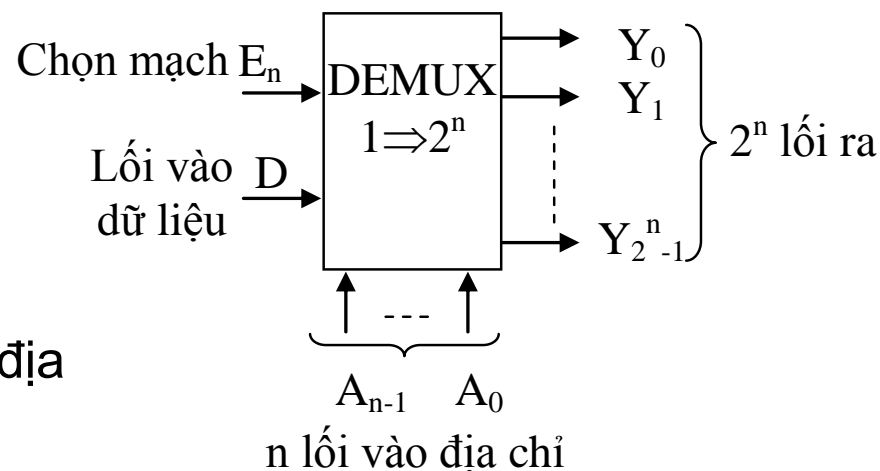 Chọn mạch Eₙ
DEMUX
1⇒2ⁿ
Lối vào D
dữ liệu
Y₀
Y₁
Y₂ⁿ₋₁
2ⁿ lối ra
---
địa
Aₙ₋₁ A₀
n lối vào địa chỉ